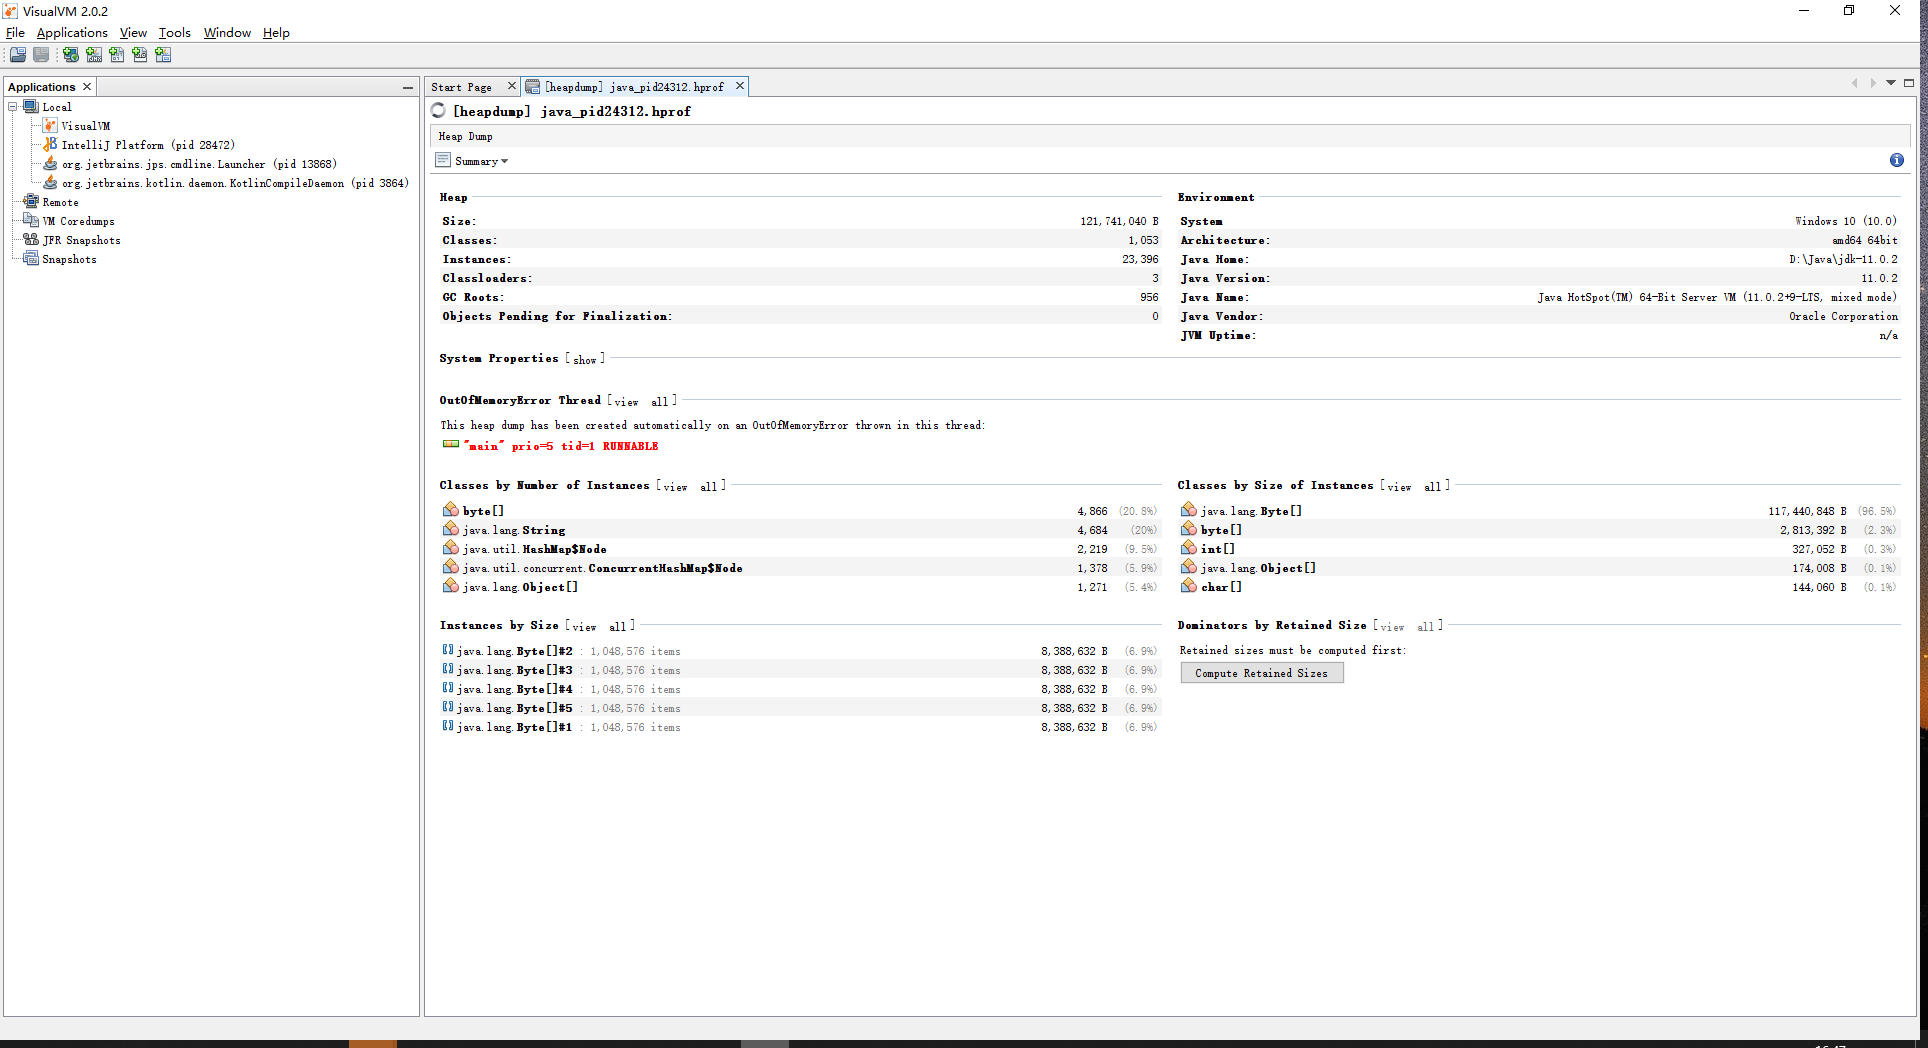 VisualVM 2.0.2
File Applications View Tools Window Help
Applications
Local
VisualVM
IntelliJ Platform (pid 28472)
org.jetbrains.jps.cmdline.Launcher (pid 13868)
org.jetbrains.kotlin.daemon.KotlinCompileDaemon (pid 3864)
Remote
VM Coredumps
JFR Snapshots
Snapshots
Start Page [heapdump] java_pid24312.hprof
[heapdump] java_pid24312.hprof
Heap Dump
Summary
Heap
Size: 121,741,040 B
Classes: 1,053
Instances: 23,396
Classloaders: 3
GC Roots: 956
Objects Pending for Finalization: 0
Environment
System Windows 10 (10.0)
Architecture: amd64 64bit
Java Home: D:\Java\jdk-11.0.2
Java Version: 11.0.2
Java Name: Java HotSpot(TM) 64-Bit Server VM (11.0.2+9-LTS, mixed mode)
Java Vendor: Oracle Corporation
JVM Uptime: n/a
System Properties [show]
OutOfMemoryError Thread [view all]
This heap dump has been created automatically on an OutOfMemoryError thrown in this thread:
"main" prio=5 tid=1 RUNNABLE
Classes by Number of Instances [view all]
byte[] 4,866 (20.8%)
java.lang.String 4,684 (20%)
java.util.HashMap$Node 2,219 (9.5%)
java.util.concurrent.ConcurrentHashMap$Node 1,378 (5.9%)
java.lang.Object[] 1,271 (5.4%)
Classes by Size of Instances [view all]
java.lang.Byte[] 117,440,848 B (96.5%)
byte[] 2,813,392 B (2.3%)
int[] 327,052 B (0.3%)
java.lang.Object[] 174,008 B (0.1%)
char[] 144,060 B (0.1%)
Instances by Size [view all]
java.lang.Byte[]#2 : 1,048,576 items 8,388,632 B (6.9%)
java.lang.Byte[]#3 : 1,048,576 items 8,388,632 B (6.9%)
java.lang.Byte[]#4 : 1,048,576 items 8,388,632 B (6.9%)
java.lang.Byte[]#5 : 1,048,576 items 8,388,632 B (6.9%)
java.lang.Byte[]#1 : 1,048,576 items 8,388,632 B (6.9%)
Dominators by Retained Size [view all]
Retained sizes must be computed first:
Compute Retained Sizes